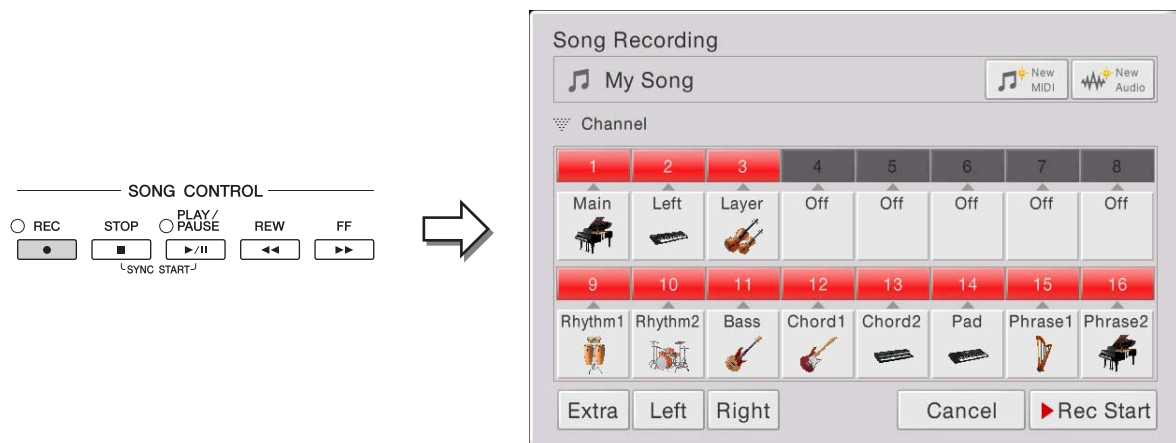 SONG CONTROL
REC STOP PLAY/PAUSE REW FF
SYNC START
Song Recording
My Song
New MIDI
New Audio
Channel
1 2 3 4 5 6 7 8
Main Left Layer Off Off Off Off Off
9 10 11 12 13 14 15 16
Rhythm1 Rhythm2 Bass Chord1 Chord2 Pad Phrase1 Phrase2
Extra Left Right Cancel Rec Start